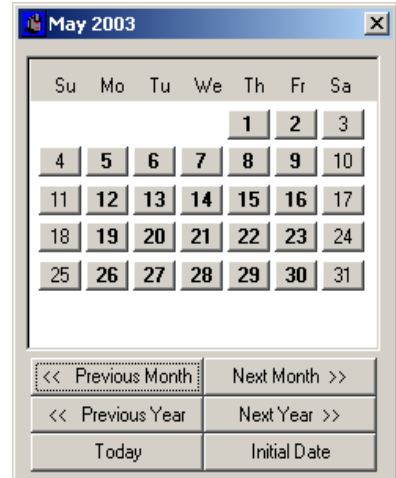 May 2003
Su Mo Tu We Th Fr Sa
1 2 3
4 5 6 7 8 9 10
11 12 13 14 15 16 17
18 19 20 21 22 23 24
25 26 27 28 29 30 31
<< Previous Month Next Month >>
<< Previous Year Next Year >>
Today Initial Date